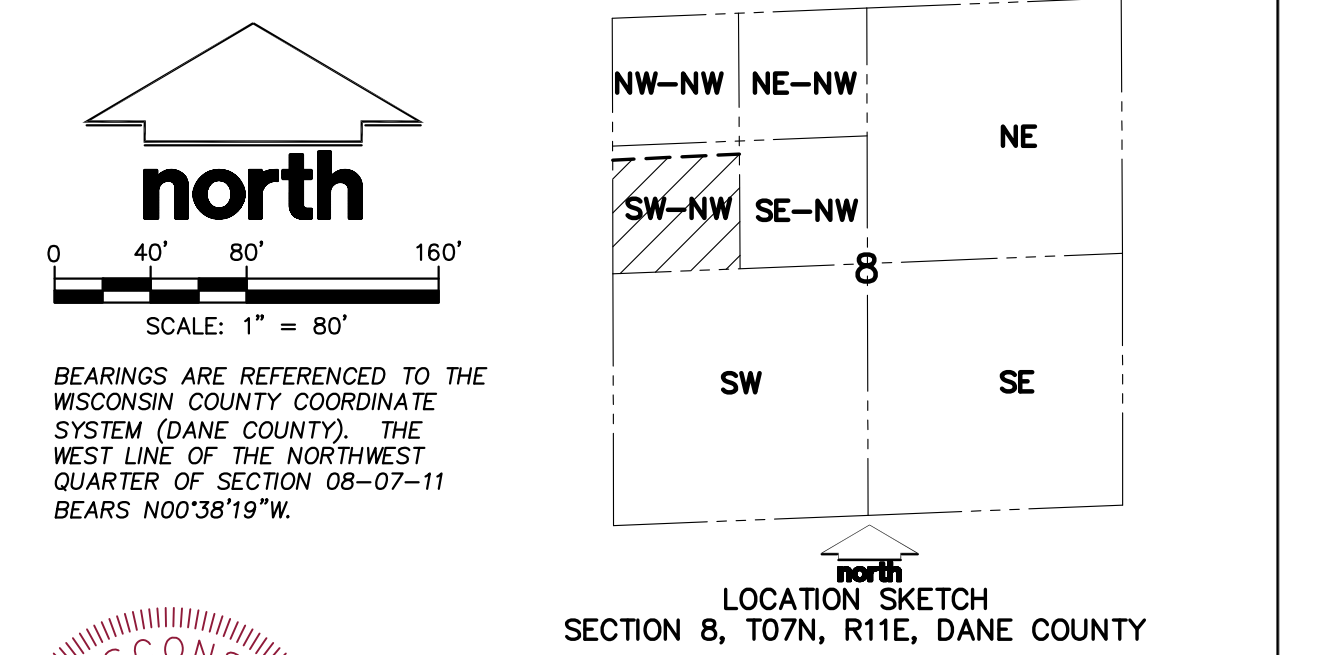 north
0 40' 80' 160'
SCALE: 1" = 80'
BEARINGS ARE REFERENCED TO THE
WISCONSIN COUNTY COORDINATE
SYSTEM (DANE COUNTY). THE
WEST LINE OF THE NORTHWEST
QUARTER OF SECTION 08-07-11
BEARS N00°38'19"W.
NW-NW NE-NW
NE
SW-NW SE-NW
8
SW SE
north
LOCATION SKETCH
SECTION 8, T07N, R11E, DANE COUNTY